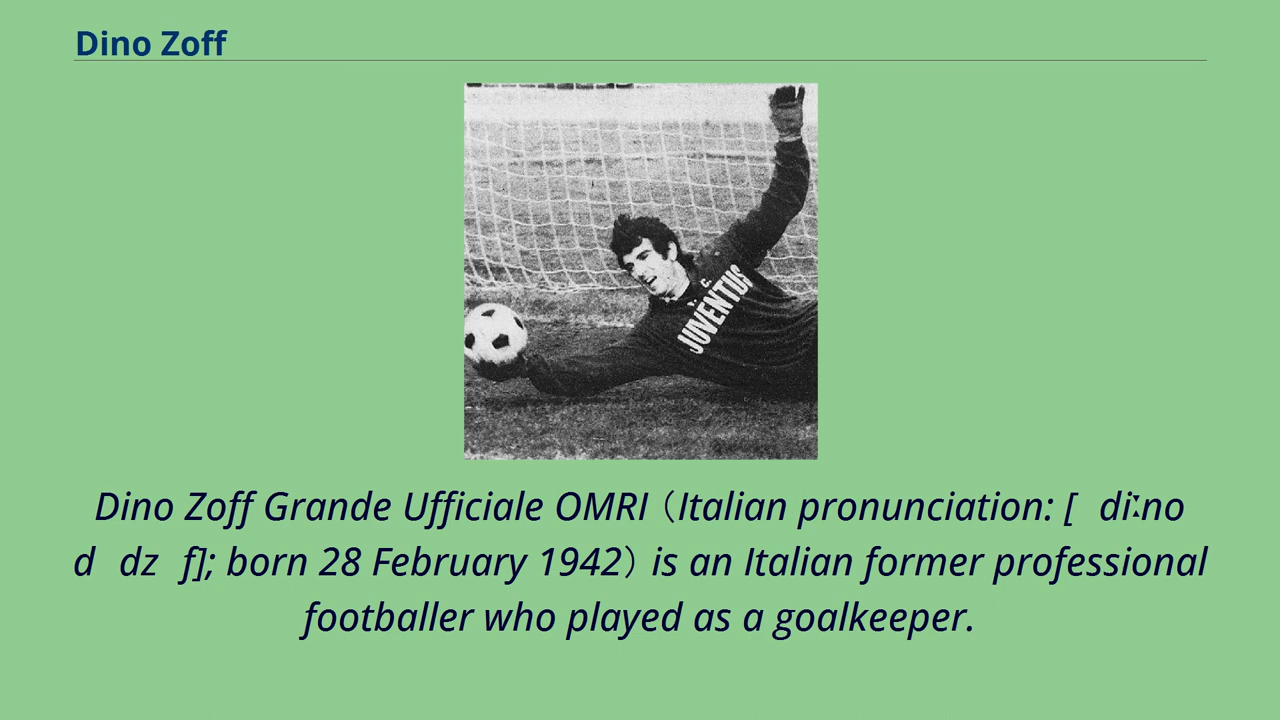 Dino Zoff
JUVENTUS
Dino Zoff Grande Ufficiale OMRI (Italian pronunciation: [ diːno
d dz f]; born 28 February 1942) is an Italian former professional
footballer who played as a goalkeeper.